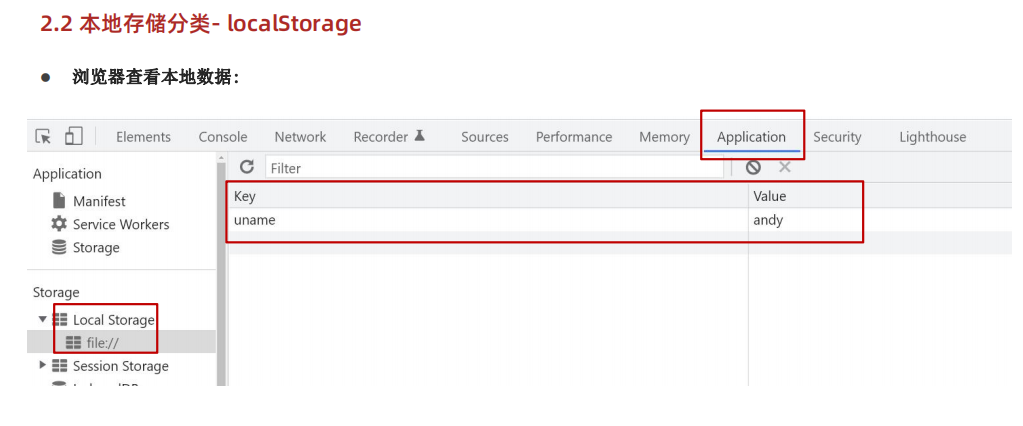 2.2 本地存储分类- localStorage
● 浏览器查看本地数据：
Elements Console Network Recorder Sources Performance Memory Application Security Lighthouse
Application
Filter
Manifest
Key Value
Service Workers
uname andy
Storage
Storage
Local Storage
file://
Session Storage